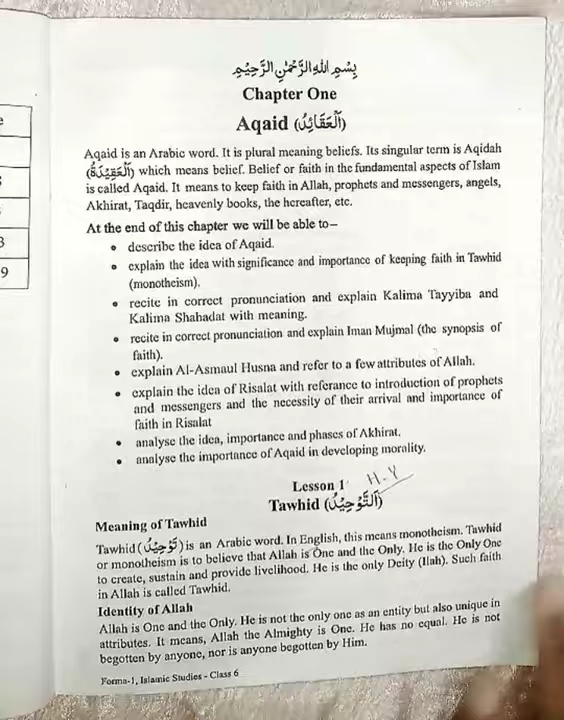 بِسْمِ اللهِ الرَّحْمٰنِ الرَّحِيْمِ
Chapter One
Aqaid (اَلْعَقَائِدُ)
Aqaid is an Arabic word. It is plural meaning beliefs. Its singular term is Aqidah
(اَلْعَقِيْدَةُ) which means belief. Belief or faith in the fundamental aspects of Islam
is called Aqaid. It means to keep faith in Allah, prophets and messengers, angels,
Akhirat, Taqdir, heavenly books, the hereafter, etc.
At the end of this chapter we will be able to–
• describe the idea of Aqaid.
• explain the idea with significance and importance of keeping faith in Tawhid
(monotheism).
• recite in correct pronunciation and explain Kalima Tayyiba and
Kalima Shahadat with meaning.
• recite in correct pronunciation and explain Iman Mujmal (the synopsis of
faith).
• explain Al-Asmaul Husna and refer to a few attributes of Allah.
• explain the idea of Risalat with referance to introduction of prophets
and messengers and the necessity of their arrival and importance of
faith in Risalat
• analyse the idea, importance and phases of Akhirat.
• analyse the importance of Aqaid in developing morality.
Lesson 1
Tawhid (اَلتَّوْحِيْدُ)
Meaning of Tawhid
Tawhid (تَوْحِيْدٌ) is an Arabic word. In English, this means monotheism. Tawhid
or monotheism is to believe that Allah is One and the Only. He is the Only One
to create, sustain and provide livelihood. He is the only Deity (Ilah). Such faith
in Allah is called Tawhid.
Identity of Allah
Allah is One and the Only. He is not the only one as an entity but also unique in
attributes. It means, Allah the Almighty is One. He has no equal. He is not
begotten by anyone, nor is anyone begotten by Him.
Forma-1, Islamic Studies - Class 6
e
3
9